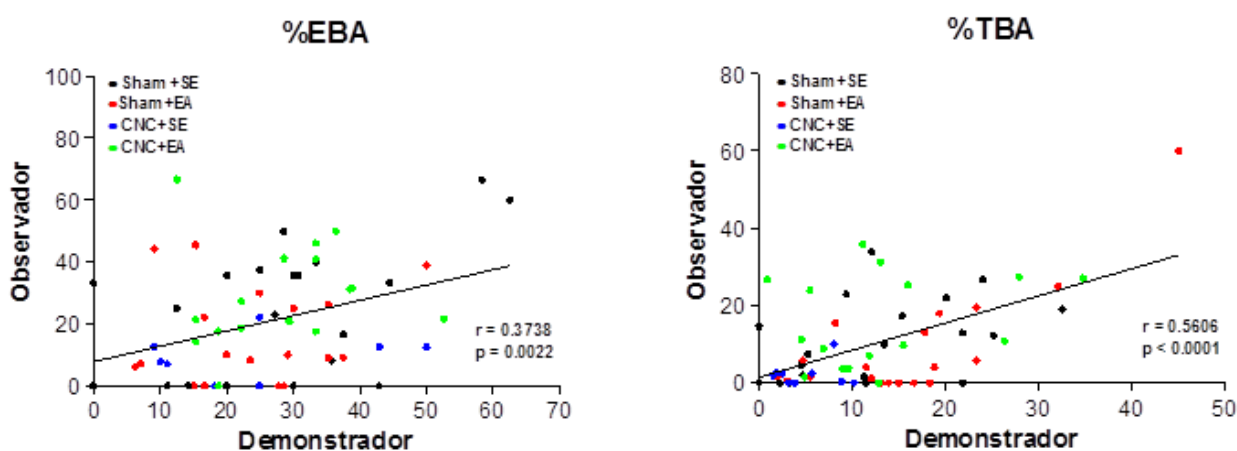 %EBA
Sham+SE
Sham+EA
CNC+SE
CNC+EA
100
80
60
40
20
0
Observador
r = 0.3738
p = 0.0022
0 10 20 30 40 50 60 70
Demonstrador
%TBA
Sham+SE
Sham+EA
CNC+SE
CNC+EA
80
60
40
20
0
Observador
r = 0.5606
p < 0.0001
0 10 20 30 40 50
Demonstrador